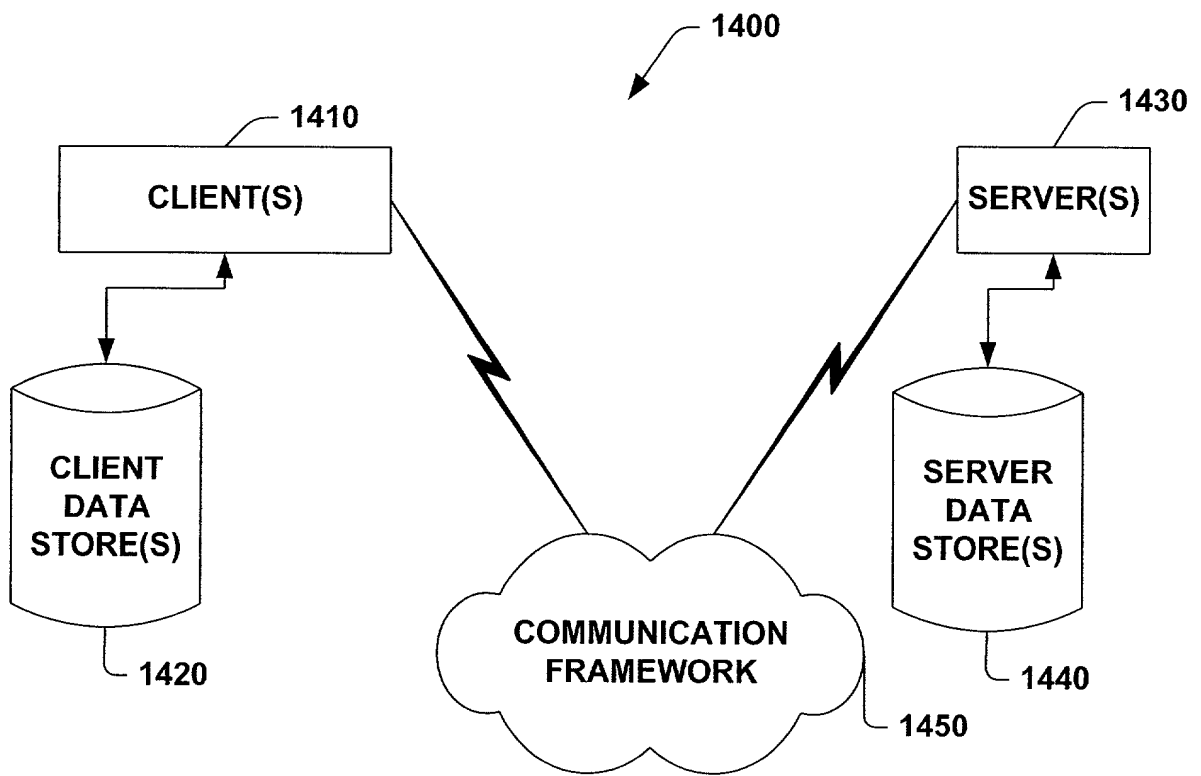 1400
1410
1430
CLIENT(S)
SERVER(S)
CLIENT
DATA
STORE(S)
SERVER
DATA
STORE(S)
COMMUNICATION
FRAMEWORK
1420
1440
1450